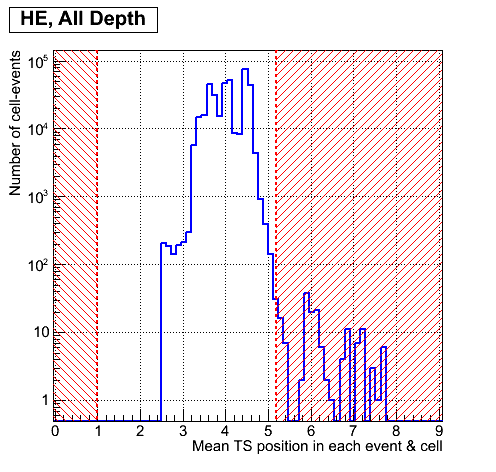 HE, All Depth
Number of cell-events
10^5
10^4
10^3
10^2
10
1
0 1 2 3 4 5 6 7 8 9
Mean TS position in each event & cell